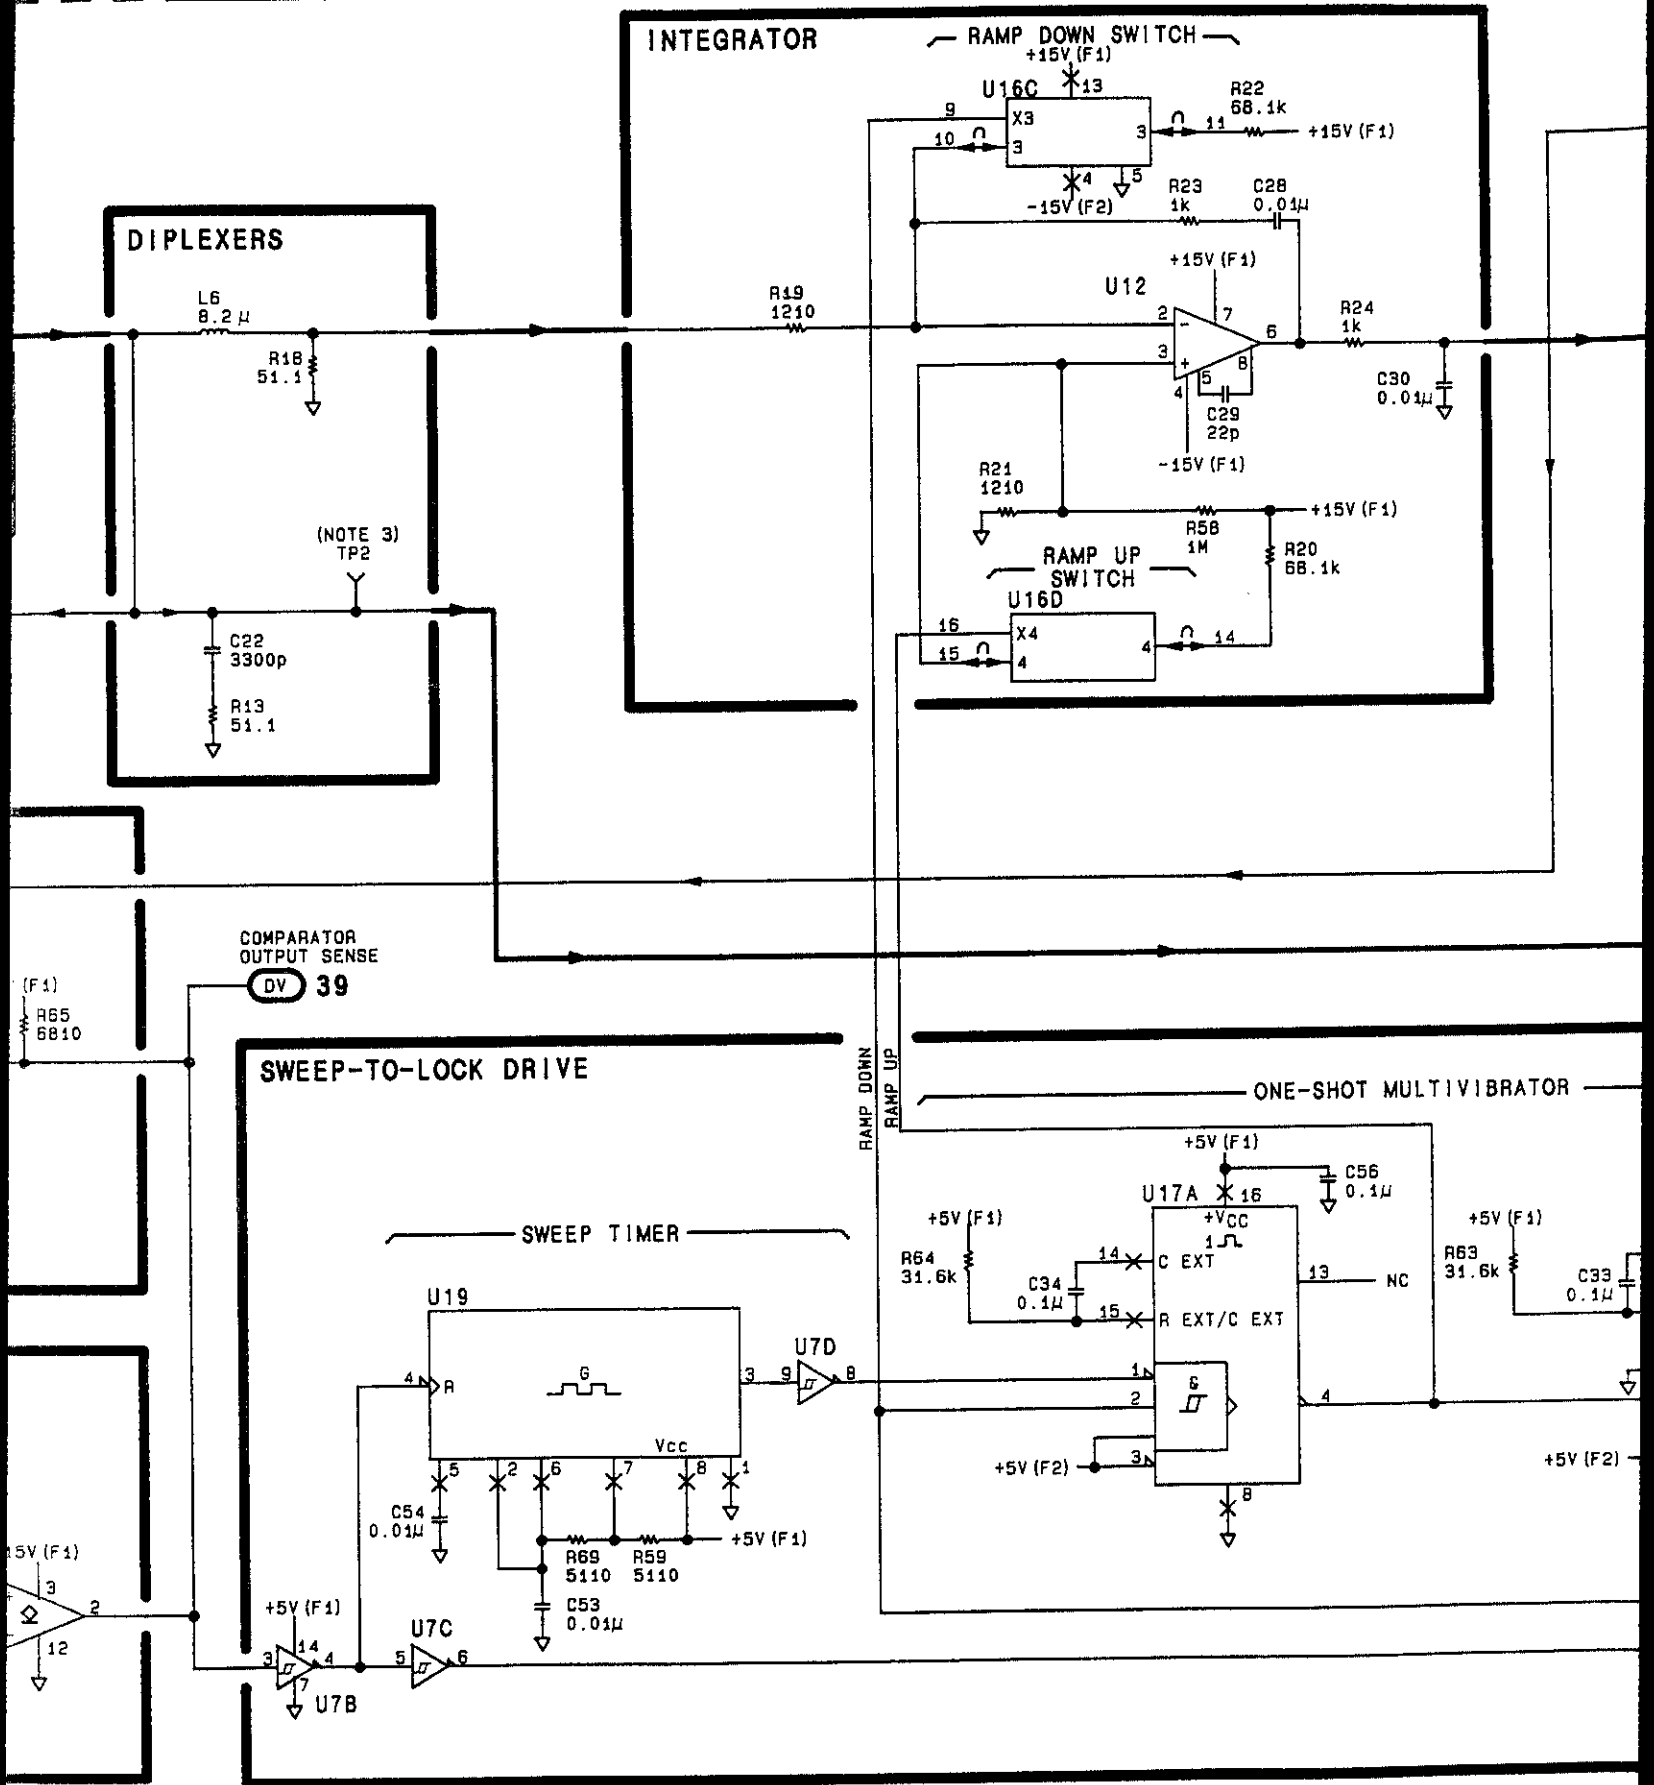 INTEGRATOR
RAMP DOWN SWITCH
+15V (F1)
U16C
13
R22
68.1k
9
X3
3
11
+15V (F1)
10
3
4
5
-15V (F2)
R23
1k
C28
0.01µ
DIPLEXERS
+15V (F1)
U12
L6
8.2 µ
R19
1210
2
-
7
6
R24
1k
R18
51.1
3
+
8
5
4
C29
22p
C30
0.01µ
-15V (F1)
R21
1210
+15V (F1)
R58
1M
R20
68.1k
(NOTE 3)
TP2
RAMP UP
SWITCH
U16D
16
X4
4
14
15
4
C22
3300p
R13
51.1
COMPARATOR
OUTPUT SENSE
DV 39
(F1)
R65
6810
SWEEP-TO-LOCK DRIVE
RAMP DOWN
RAMP UP
ONE-SHOT MULTIVIBRATOR
+5V (F1)
C56
0.1µ
U17A
16
+VCC
1
SWEEP TIMER
+5V (F1)
R64
31.6k
14
C EXT
C34
0.1µ
15
R EXT/C EXT
13
NC
+5V (F1)
R63
31.6k
C33
0.1µ
U19
U7D
4
R
G
3
9
8
1
&
2
4
3
+5V (F2)
+5V (F2)
8
Vcc
5
2
6
7
8
1
C54
0.01µ
R69
5110
R59
5110
+5V (F1)
C53
0.01µ
15V (F1)
3
2
12
+5V (F1)
14
3
4
7
U7B
U7C
5
6